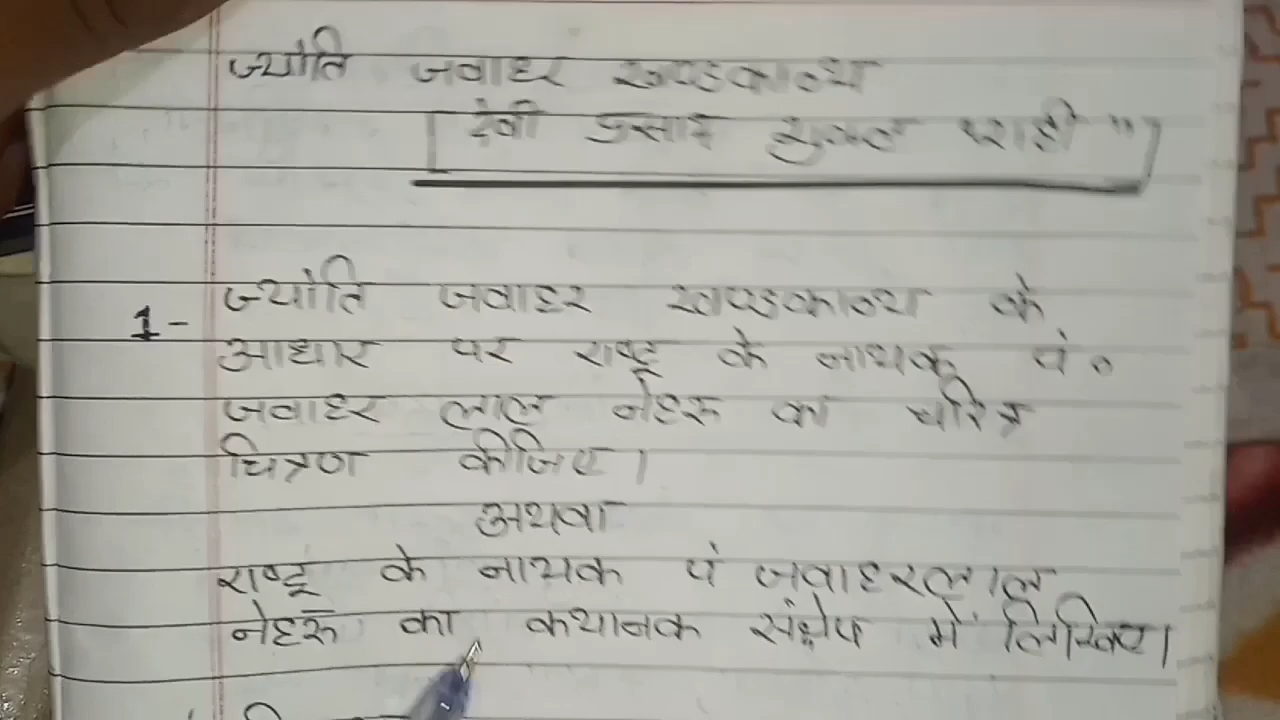 ज्योति जवाहर खण्डकाव्य
[ देवी प्रसाद शुक्ल राही" ]
1- ज्योति जवाहर खण्डकाव्य के
आधार पर राष्ट्र के नायक पं०
जवाहर लाल नेहरू का चरित्र
चित्रण कीजिए।
अथवा
राष्ट्र के नायक पं जवाहरलाल
नेहरू का कथानक संक्षेप में लिखिए।